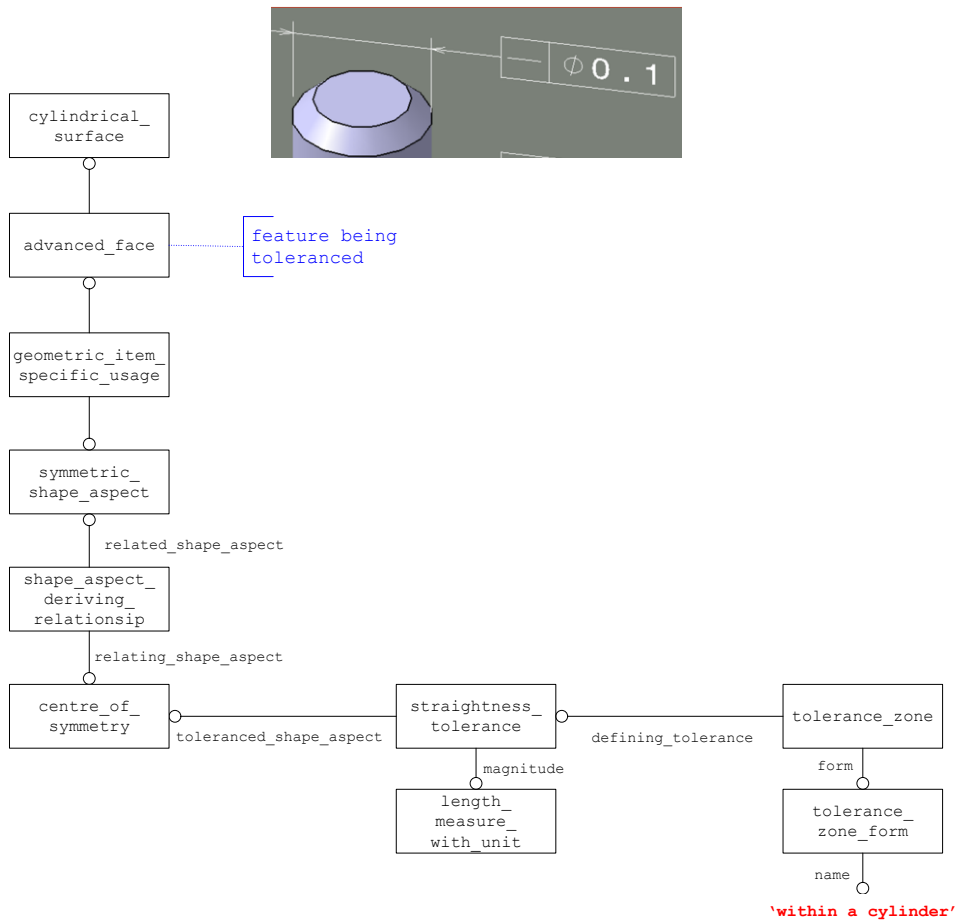 ⌀0.1
cylindrical_
surface
advanced_face
feature being
toleranced
geometric_item_
specific_usage
symmetric_
shape_aspect
related_shape_aspect
shape_aspect_
deriving_
relationsip
relating_shape_aspect
centre_of_
symmetry
toleranced_shape_aspect
straightness_
tolerance
defining_tolerance
tolerance_zone
magnitude
form
length_
measure_
with_unit
tolerance_
zone_form
name
‘within a cylinder’